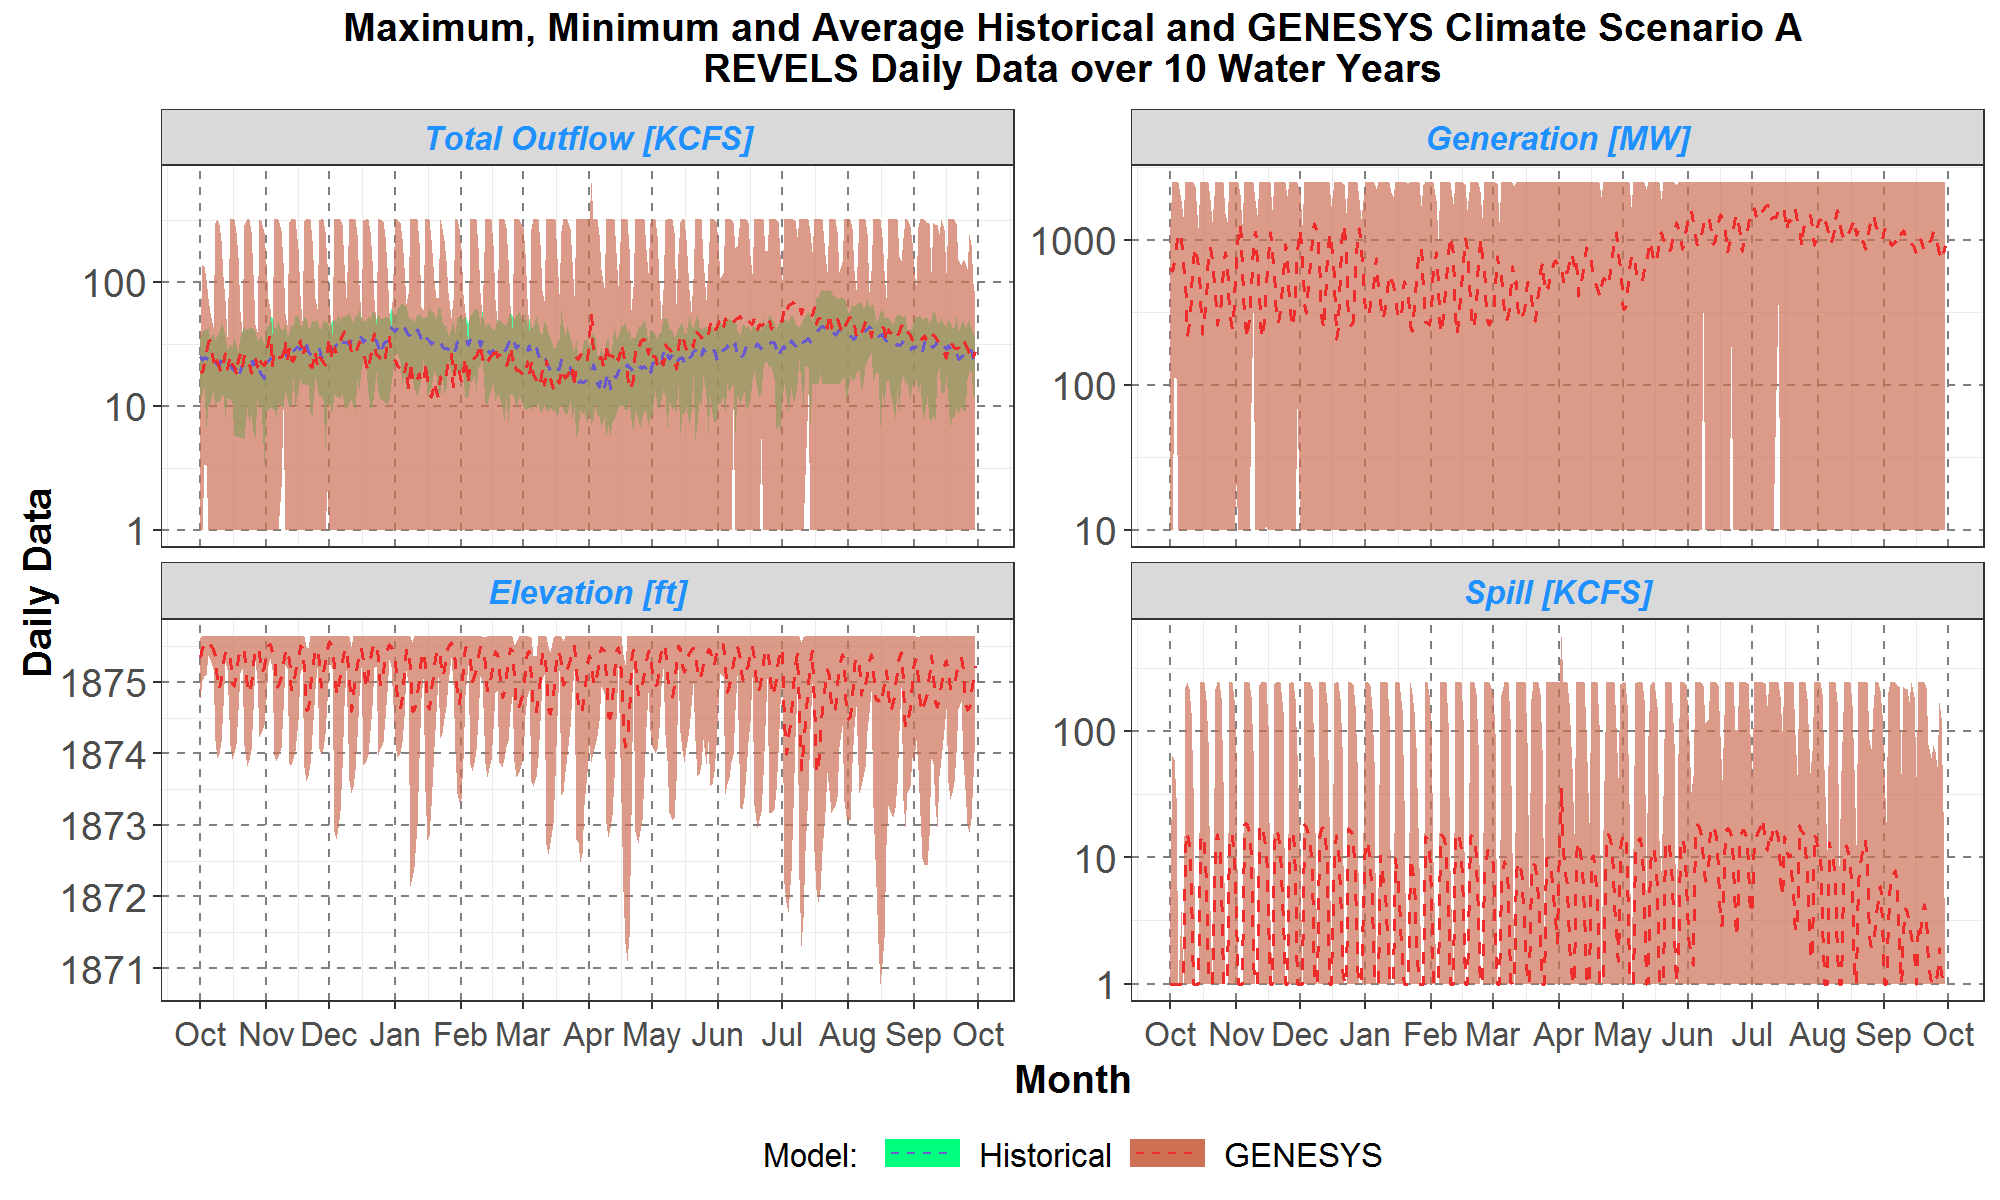 Maximum, Minimum and Average Historical and GENESYS Climate Scenario A
REVELS Daily Data over 10 Water Years
Total Outflow [KCFS]
Generation [MW]
100
10
1
1000
100
10
Elevation [ft]
Spill [KCFS]
1875
1874
1873
1872
1871
100
10
1
Daily Data
Oct Nov Dec Jan Feb Mar Apr May Jun Jul Aug Sep Oct
Oct Nov Dec Jan Feb Mar Apr May Jun Jul Aug Sep Oct
Month
Model: Historical GENESYS